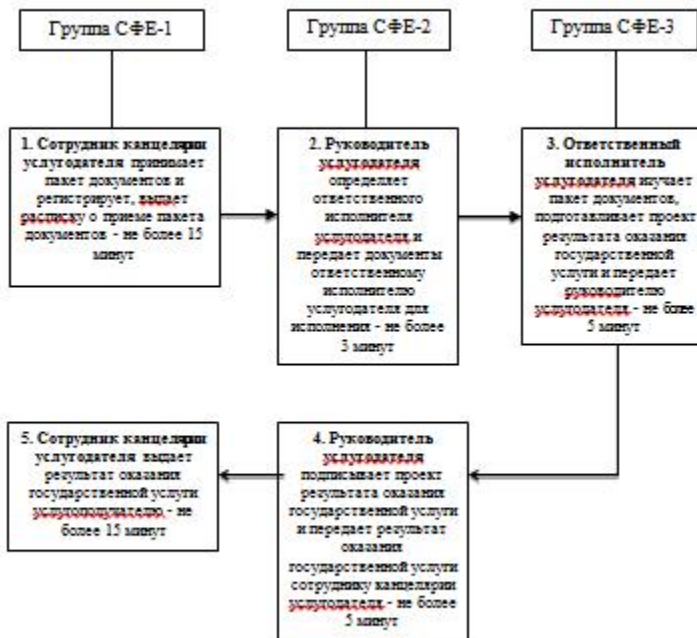 Группа СФЕ-1
Группа СФЕ-2
Группа СФЕ-3
1. Сотрудник канцелярии
услугодателя принимает
пакет документов и
регистрирует, выдает
расписку о приеме пакета
документов - не более 15
минут
2. Руководитель
услугодателя
определяет
ответственного
исполнителя
услугодателя и
передает документы
ответственному
исполнителю
услугодателя для
исполнения - не более
3 минут
3. Ответственный
исполнитель
услугодателя изучает
пакет документов,
подготавливает проект
результата оказания
государственной
услуги и передает
руководителю
услугодателя - не более
5 минут
4. Руководитель
услугодателя
подписывает проект
результата оказания
государственной услуги
и передает результат
оказания
государственной услуги
сотруднику канцелярии
услугодателя - не более
5 минут
5. Сотрудник канцелярии
услугодателя выдает
результат оказания
государственной услуги
услугополучателю - не
более 15 минут